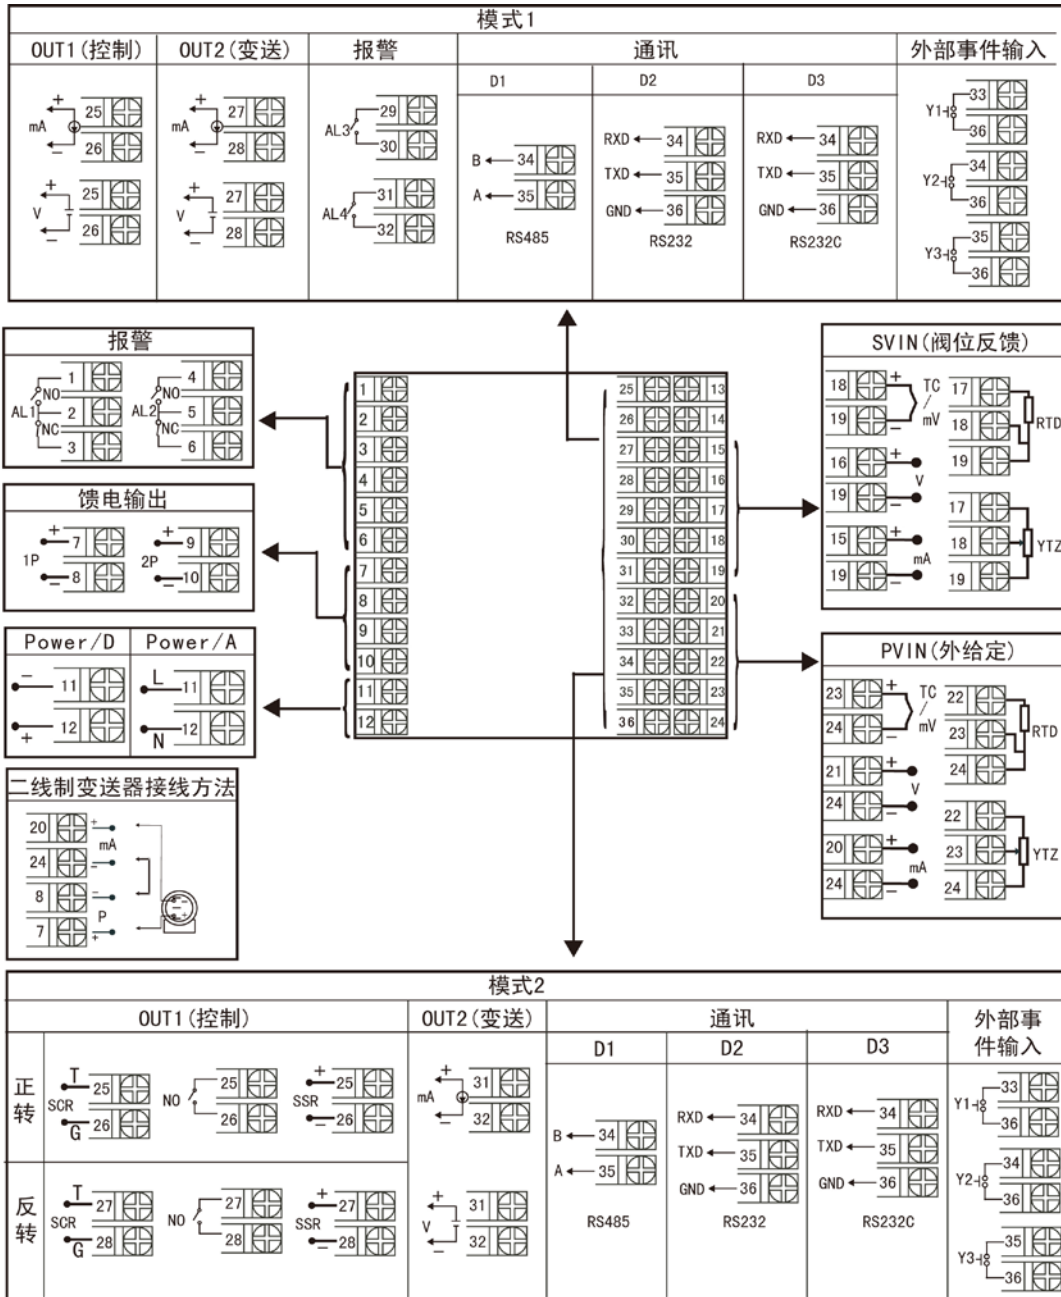 模式1
OUT1(控制) OUT2(变送) 报警 通讯 外部事件输入
D1 D2 D3
+ 25 mA 26 −
+ 25 V 26 −
+ 27 mA 28 −
+ 27 V 28 −
29 AL3 30
31 AL4 32
B 34
A 35
RS485
RXD 34
TXD 35
GND 36
RS232
RXD 34
TXD 35
GND 36
RS232C
33 Y1 36
34 Y2 36
35 Y3 36
报警
1 NO AL1 2 NC 3
4 NO AL2 5 NC 6
馈电输出
+ 7 1P − 8
+ 9 2P − 10
Power/D Power/A
− 11 L 11
+ 12 N 12
二线制变送器接线方法
20 + mA
24 −
8 − P
7 +
1 25 13
2 26 14
3 27 15
4 28 16
5 29 17
6 30 18
7 31 19
8 32 20
9 33 21
10 34 22
11 35 23
12 36 24
SVIN(阀位反馈)
18 + TC / mV
19 −
16 + V
19 −
15 + mA
19 −
17 18 19 RTD
17 18 19 YTZ
PVIN(外给定)
23 + TC / mV
24 −
21 + V
24 −
20 + mA
24 −
22 23 24 RTD
22 23 24 YTZ
模式2
OUT1(控制) OUT2(变送) 通讯 外部事件输入
D1 D2 D3
正转
T 25 SCR G 26
NO 25 26
+ 25 SSR − 26
反转
T 27 SCR G 28
NO 27 28
+ 27 SSR − 28
+ 31 mA 32 −
+ 31 V 32 −
B 34
A 35
RS485
RXD 34
TXD 35
GND 36
RS232
RXD 34
TXD 35
GND 36
RS232C
33 Y1 36
34 Y2 36
35 Y3 36